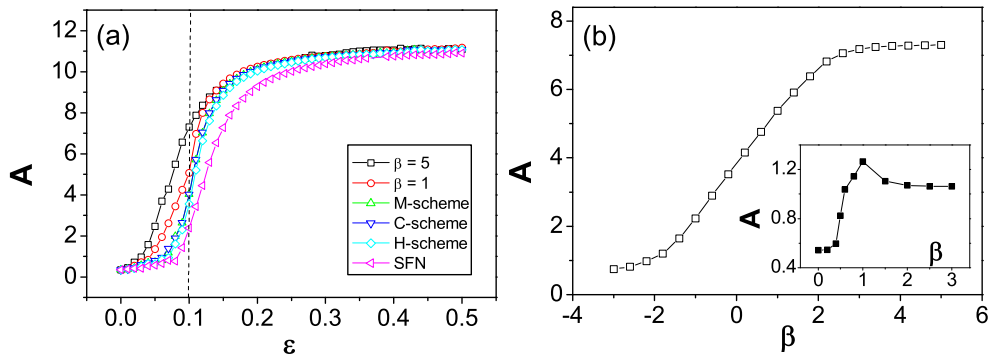 (a)
A
12
10
8
6
4
2
0
β = 5
β = 1
M-scheme
C-scheme
H-scheme
SFN
0.0 0.1 0.2 0.3 0.4 0.5
ε
(b)
A
8
6
4
2
0
A
1.2
0.8
0.4
β
0 1 2 3
-4 -2 0 2 4 6
β